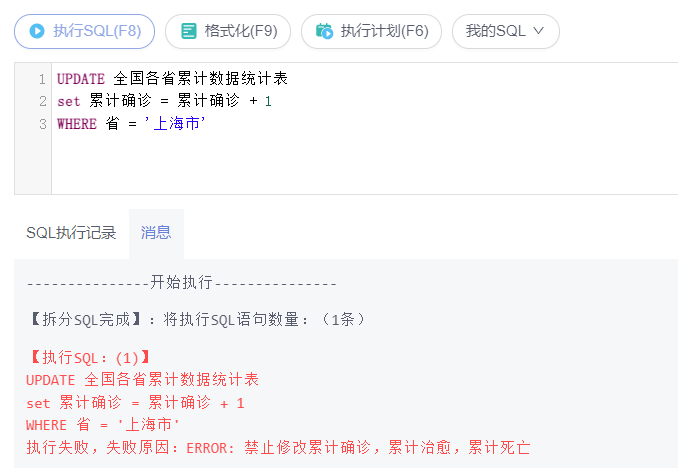 执行SQL(F8) 格式化(F9) 执行计划(F6) 我的SQL
1 UPDATE 全国各省累计数据统计表
2 set 累计确诊 = 累计确诊 + 1
3 WHERE 省 = '上海市'
SQL执行记录 消息
---------------开始执行---------------
【拆分SQL完成】：将执行SQL语句数量：（1条）
【执行SQL：(1)】
UPDATE 全国各省累计数据统计表
set 累计确诊 = 累计确诊 + 1
WHERE 省 = '上海市'
执行失败，失败原因：ERROR: 禁止修改累计确诊，累计治愈，累计死亡